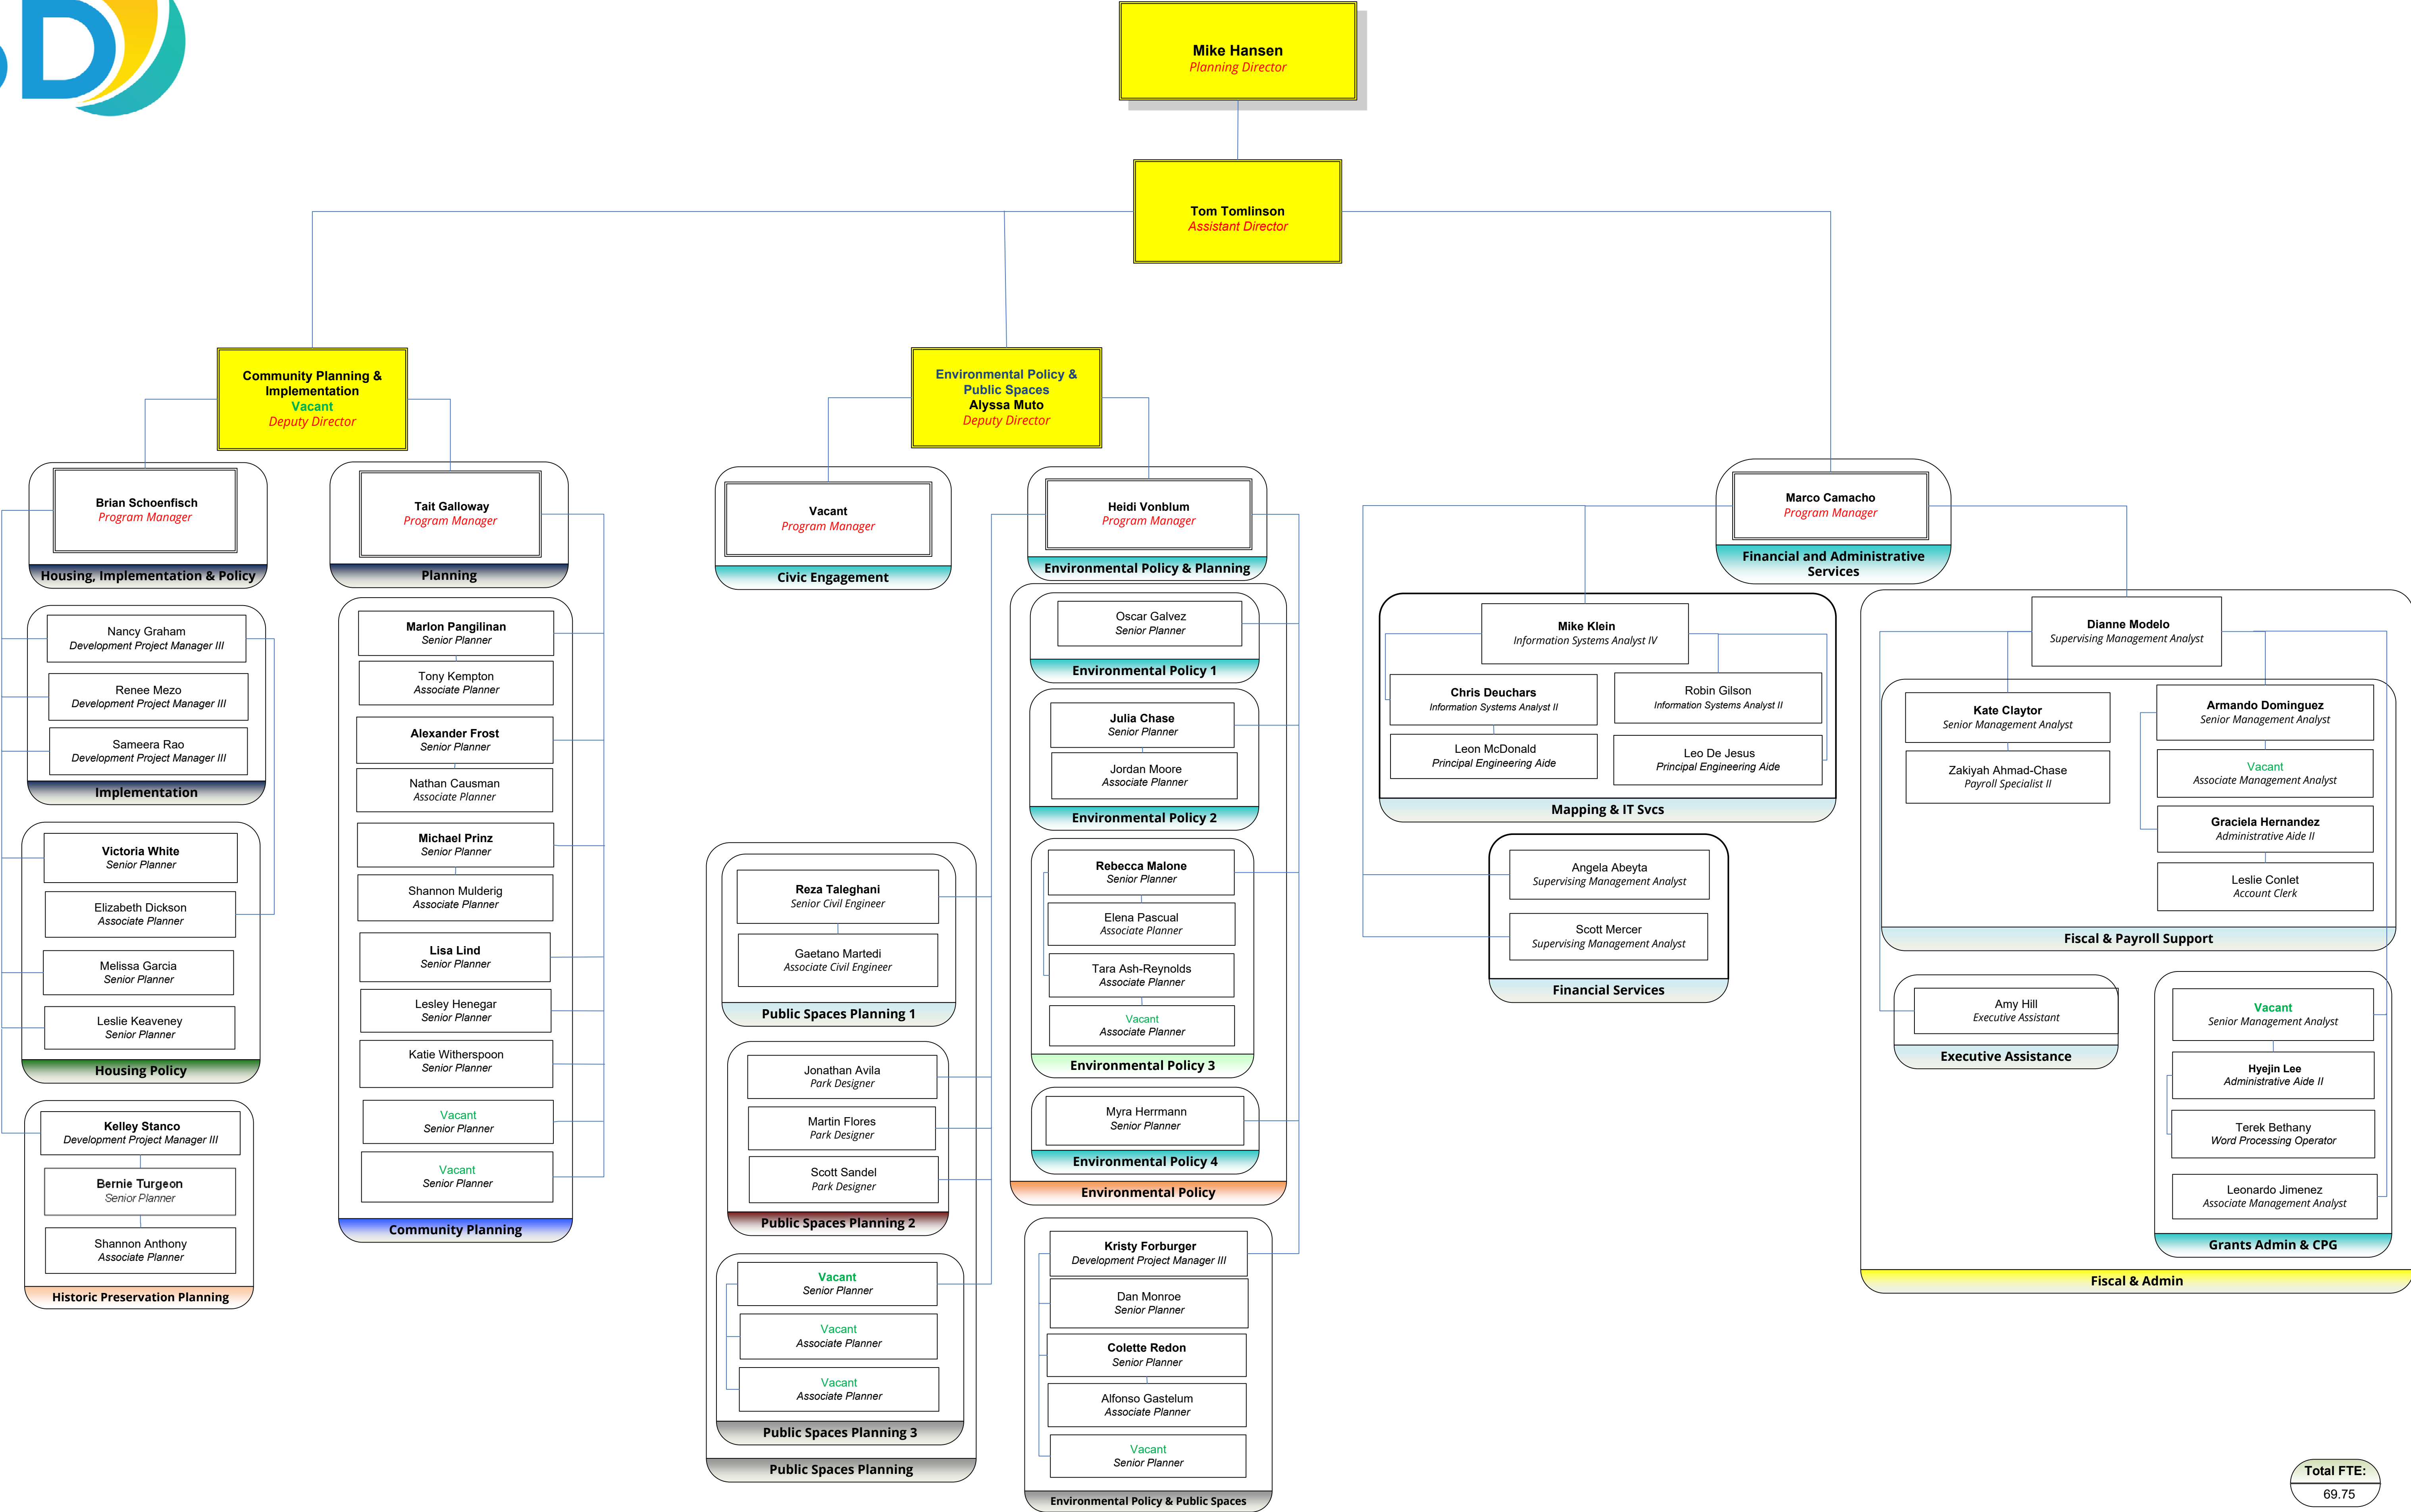 D
Mike Hansen
Planning Director
Tom Tomlinson
Assistant Director
Community Planning &
Implementation
Vacant
Deputy Director
Environmental Policy &
Public Spaces
Alyssa Muto
Deputy Director
Brian Schoenfisch
Program Manager
Housing, Implementation & Policy
Nancy Graham
Development Project Manager III
Renee Mezo
Development Project Manager III
Sameera Rao
Development Project Manager III
Implementation
Victoria White
Senior Planner
Elizabeth Dickson
Associate Planner
Melissa Garcia
Senior Planner
Leslie Keaveney
Senior Planner
Housing Policy
Kelley Stanco
Development Project Manager III
Bernie Turgeon
Senior Planner
Shannon Anthony
Associate Planner
Historic Preservation Planning
Tait Galloway
Program Manager
Planning
Marlon Pangilinan
Senior Planner
Tony Kempton
Associate Planner
Alexander Frost
Senior Planner
Nathan Causman
Associate Planner
Michael Prinz
Senior Planner
Shannon Mulderig
Associate Planner
Lisa Lind
Senior Planner
Lesley Henegar
Senior Planner
Katie Witherspoon
Senior Planner
Vacant
Senior Planner
Vacant
Senior Planner
Community Planning
Vacant
Program Manager
Civic Engagement
Reza Taleghani
Senior Civil Engineer
Gaetano Martedi
Associate Civil Engineer
Public Spaces Planning 1
Jonathan Avila
Park Designer
Martin Flores
Park Designer
Scott Sandel
Park Designer
Public Spaces Planning 2
Vacant
Senior Planner
Vacant
Associate Planner
Vacant
Associate Planner
Public Spaces Planning 3
Public Spaces Planning
Heidi Vonblum
Program Manager
Environmental Policy & Planning
Oscar Galvez
Senior Planner
Environmental Policy 1
Julia Chase
Senior Planner
Jordan Moore
Associate Planner
Environmental Policy 2
Rebecca Malone
Senior Planner
Elena Pascual
Associate Planner
Tara Ash-Reynolds
Associate Planner
Vacant
Associate Planner
Environmental Policy 3
Myra Herrmann
Senior Planner
Environmental Policy 4
Environmental Policy
Kristy Forburger
Development Project Manager III
Dan Monroe
Senior Planner
Colette Redon
Senior Planner
Alfonso Gastelum
Associate Planner
Vacant
Senior Planner
Environmental Policy & Public Spaces
Marco Camacho
Program Manager
Financial and Administrative
Services
Mike Klein
Information Systems Analyst IV
Chris Deuchars
Information Systems Analyst II
Robin Gilson
Information Systems Analyst II
Leon McDonald
Principal Engineering Aide
Leo De Jesus
Principal Engineering Aide
Mapping & IT Svcs
Angela Abeyta
Supervising Management Analyst
Scott Mercer
Supervising Management Analyst
Financial Services
Dianne Modelo
Supervising Management Analyst
Kate Claytor
Senior Management Analyst
Zakiyah Ahmad-Chase
Payroll Specialist II
Armando Dominguez
Senior Management Analyst
Vacant
Associate Management Analyst
Graciela Hernandez
Administrative Aide II
Leslie Conlet
Account Clerk
Fiscal & Payroll Support
Amy Hill
Executive Assistant
Executive Assistance
Vacant
Senior Management Analyst
Hyejin Lee
Administrative Aide II
Terek Bethany
Word Processing Operator
Leonardo Jimenez
Associate Management Analyst
Grants Admin & CPG
Fiscal & Admin
Total FTE:
69.75